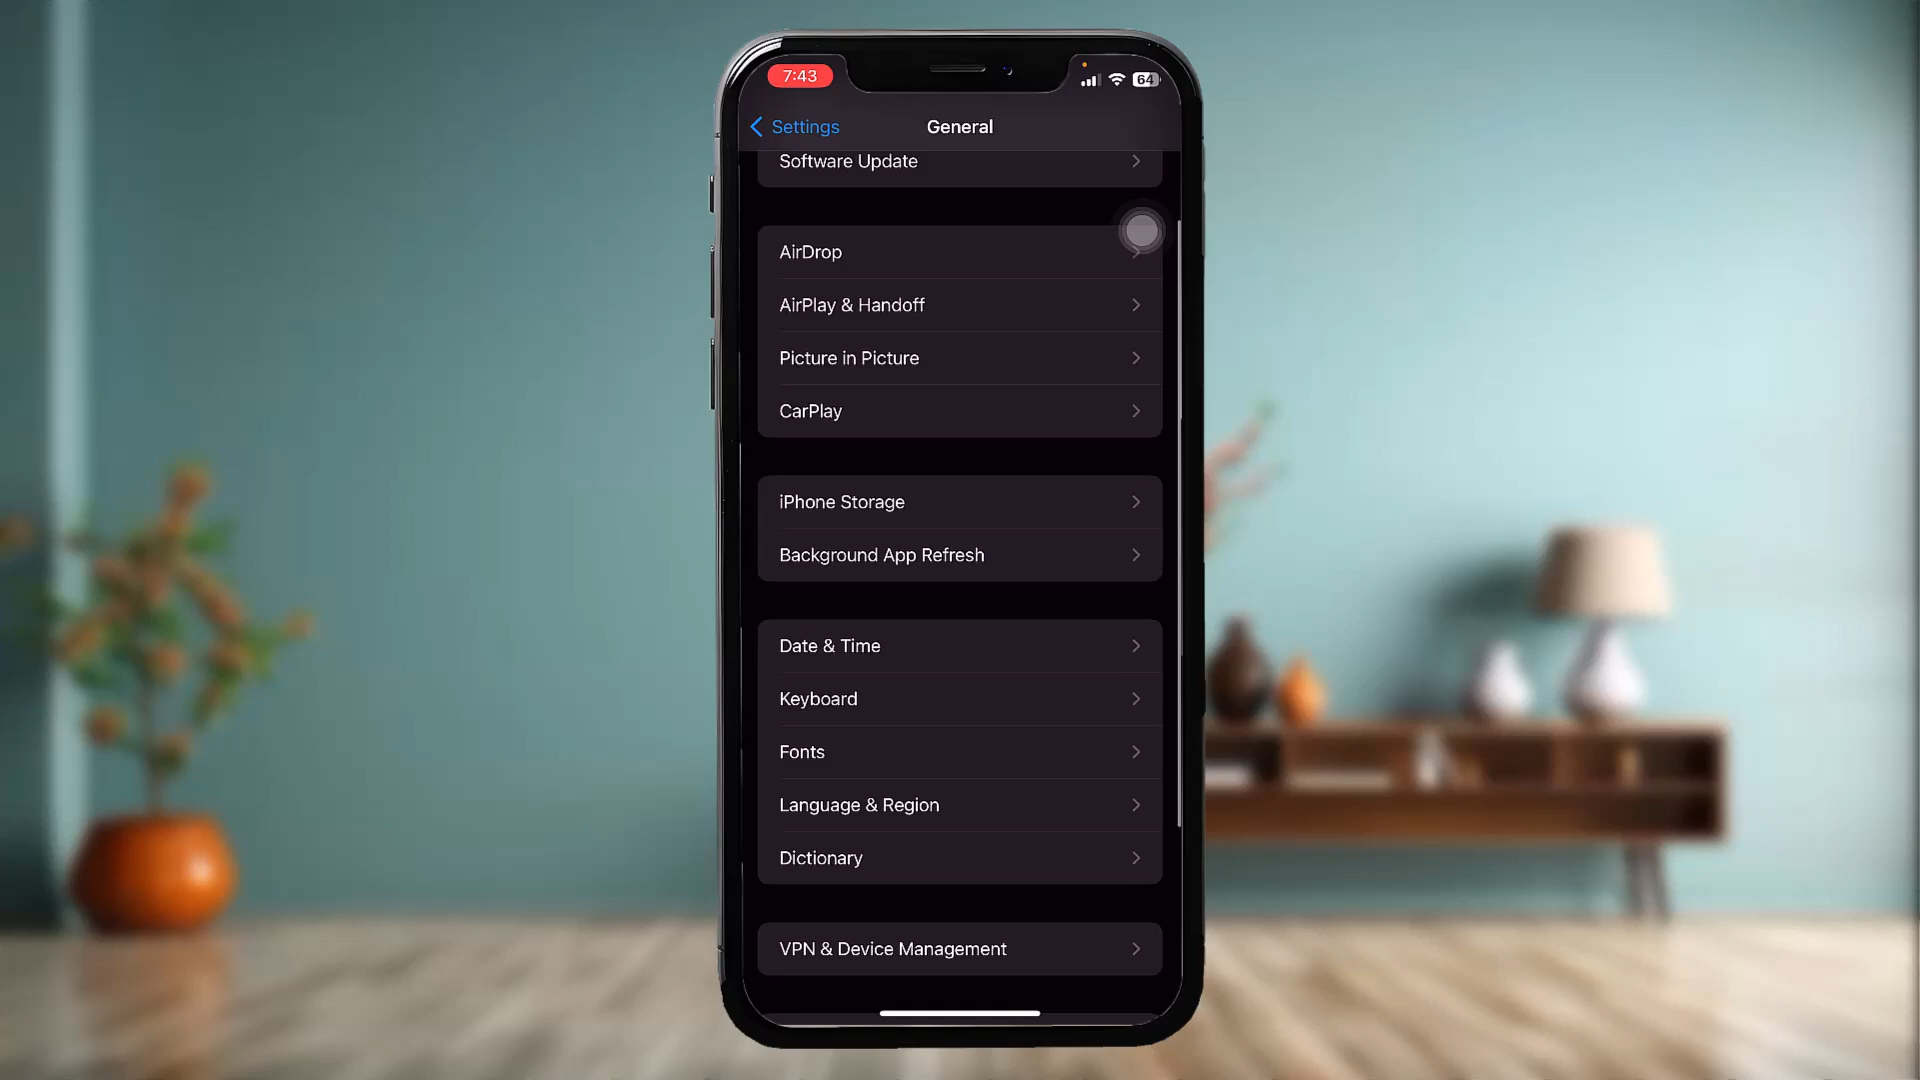 7:43
64
Settings
General
Software Update
AirDrop
AirPlay & Handoff
Picture in Picture
CarPlay
iPhone Storage
Background App Refresh
Date & Time
Keyboard
Fonts
Language & Region
Dictionary
VPN & Device Management